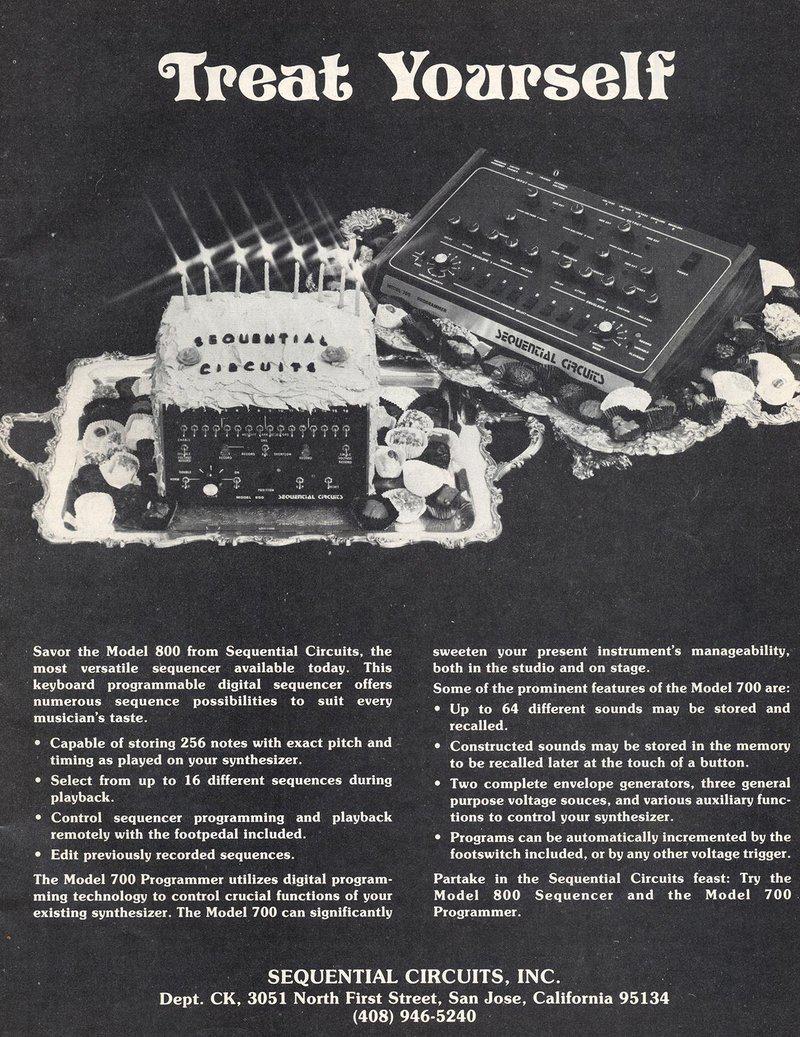 Treat Yourself
SEQUENTIAL
CIRCUITS
MODEL 700 PROGRAMMER
SEQUENTIAL CIRCUITS
MODEL 800
SEQUENTIAL CIRCUITS
Savor the Model 800 from Sequential Circuits, the
most versatile sequencer available today. This
keyboard programmable digital sequencer offers
numerous sequence possibilities to suit every
musician's taste.
• Capable of storing 256 notes with exact pitch and
timing as played on your synthesizer.
• Select from up to 16 different sequences during
playback.
• Control sequencer programming and playback
remotely with the footpedal included.
• Edit previously recorded sequences.
The Model 700 Programmer utilizes digital program-
ming technology to control crucial functions of your
existing synthesizer. The Model 700 can significantly
sweeten your present instrument's manageability,
both in the studio and on stage.
Some of the prominent features of the Model 700 are:
• Up to 64 different sounds may be stored and
recalled.
• Constructed sounds may be stored in the memory
to be recalled later at the touch of a button.
• Two complete envelope generators, three general
purpose voltage souces, and various auxiliary func-
tions to control your synthesizer.
• Programs can be automatically incremented by the
footswitch included, or by any other voltage trigger.
Partake in the Sequential Circuits feast: Try the
Model 800 Sequencer and the Model 700
Programmer.
SEQUENTIAL CIRCUITS, INC.
Dept. CK, 3051 North First Street, San Jose, California 95134
(408) 946-5240